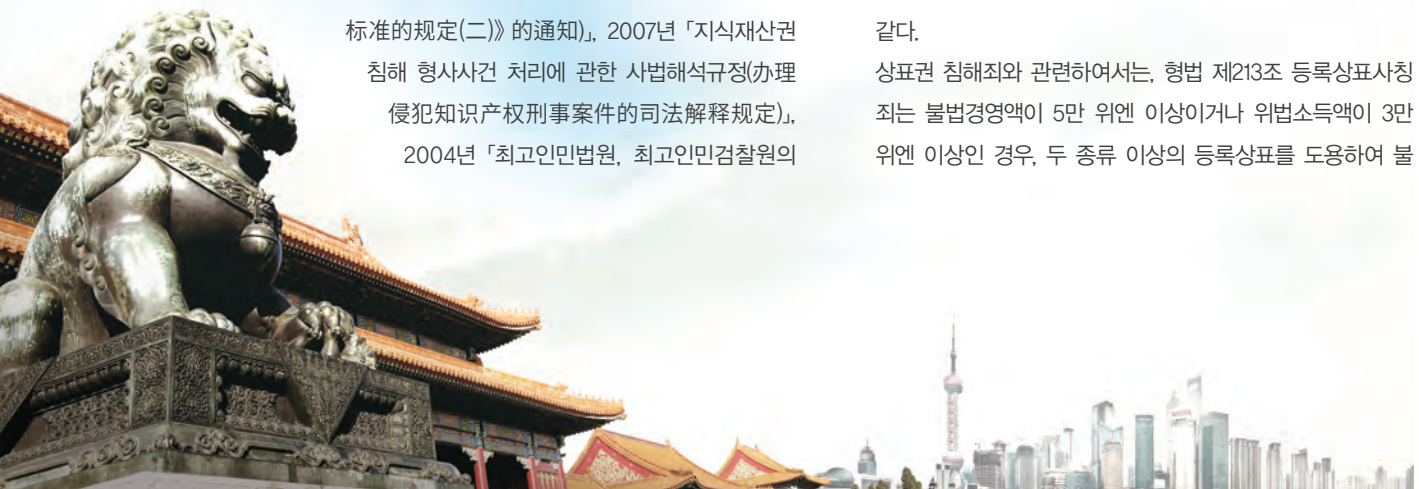 标准的规定(二)》 的通知)」, 2007년 「지식재산권
침해 형사사건 처리에 관한 사법해석규정(办理
侵犯知识产权刑事案件的司法解释规定)」,
2004년 「최고인민법원, 최고인민검찰원의
같다.
상표권 침해죄와 관련하여서는, 형법 제213조 등록상표사칭
죄는 불법경영액이 5만 위엔 이상이거나 위법소득액이 3만
위엔 이상인 경우, 두 종류 이상의 등록상표를 도용하여 불